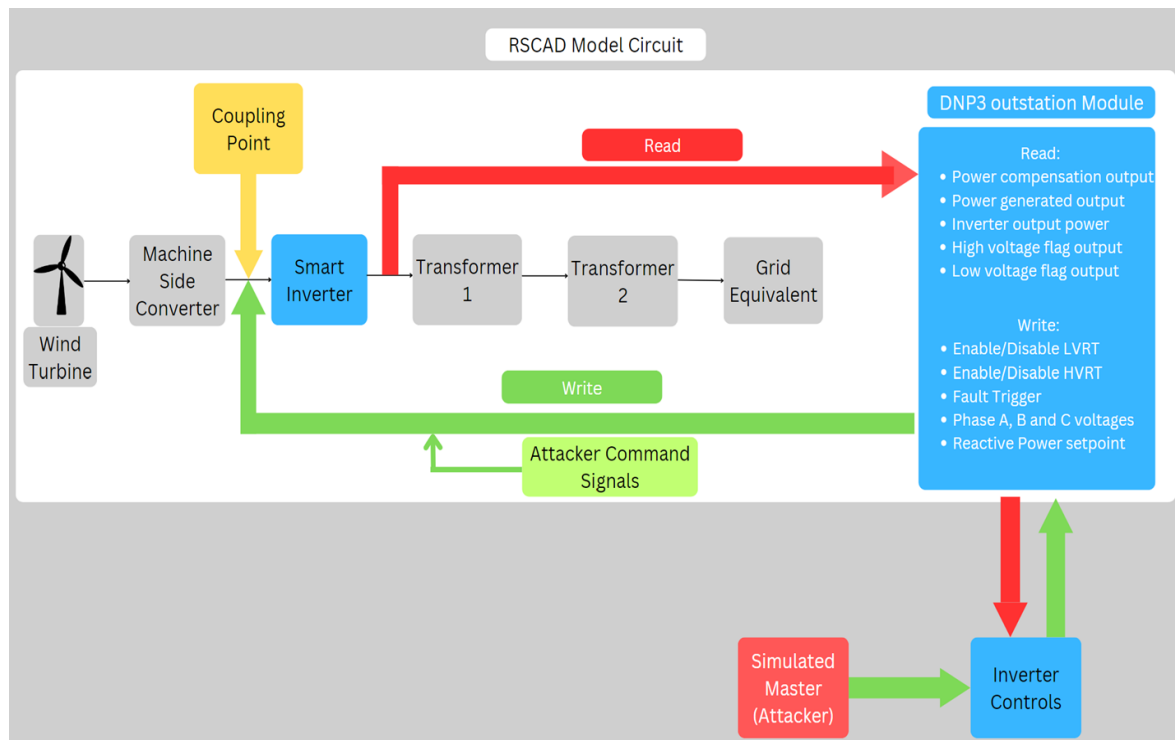 RSCAD Model Circuit
Coupling
Point
DNP3 outstation Module
Read
Read:
• Power compensation output
• Power generated output
• Inverter output power
• High voltage flag output
• Low voltage flag output
Machine
Side
Converter
Smart
Inverter
Transformer
1
Transformer
2
Grid
Equivalent
Wind
Turbine
Write:
• Enable/Disable LVRT
• Enable/Disable HVRT
• Fault Trigger
• Phase A, B and C voltages
• Reactive Power setpoint
Write
Attacker Command
Signals
Simulated
Master
(Attacker)
Inverter
Controls